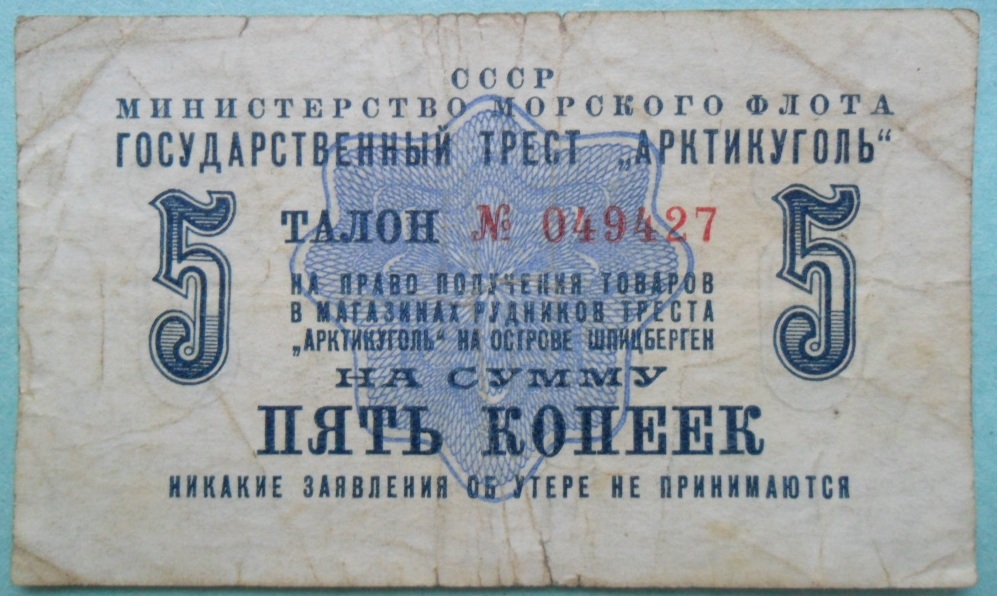 СССР
МИНИСТЕРСТВО МОРСКОГО ФЛОТА
ГОСУДАРСТВЕННЫЙ ТРЕСТ „АРКТИКУГОЛЬ“
5 ТАЛОН № 049427 5
НА ПРАВО ПОЛУЧЕНИЯ ТОВАРОВ
В МАГАЗИНАХ РУДНИКОВ ТРЕСТА
„АРКТИКУГОЛЬ“ НА ОСТРОВЕ ШПИЦБЕРГЕН
НА СУММУ
ПЯТЬ КОПЕЕК
НИКАКИЕ ЗАЯВЛЕНИЯ ОБ УТЕРЕ НЕ ПРИНИМАЮТСЯ